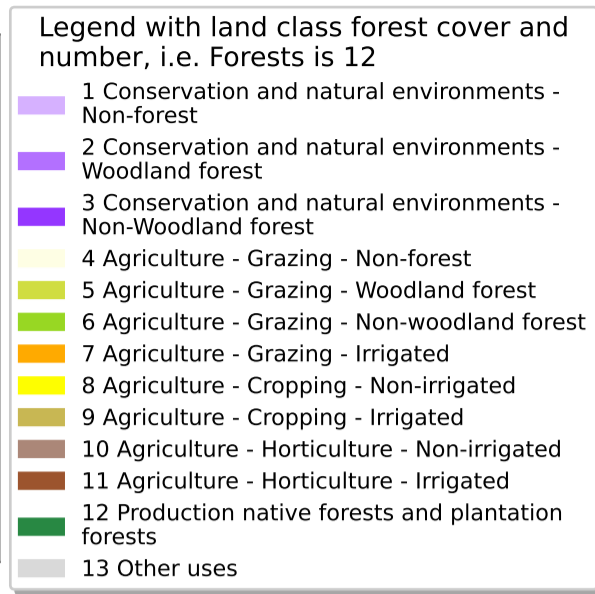 Legend with land class forest cover and
number, i.e. Forests is 12
1 Conservation and natural environments -
Non-forest
2 Conservation and natural environments -
Woodland forest
3 Conservation and natural environments -
Non-Woodland forest
4 Agriculture - Grazing - Non-forest
5 Agriculture - Grazing - Woodland forest
6 Agriculture - Grazing - Non-woodland forest
7 Agriculture - Grazing - Irrigated
8 Agriculture - Cropping - Non-irrigated
9 Agriculture - Cropping - Irrigated
10 Agriculture - Horticulture - Non-irrigated
11 Agriculture - Horticulture - Irrigated
12 Production native forests and plantation
forests
13 Other uses